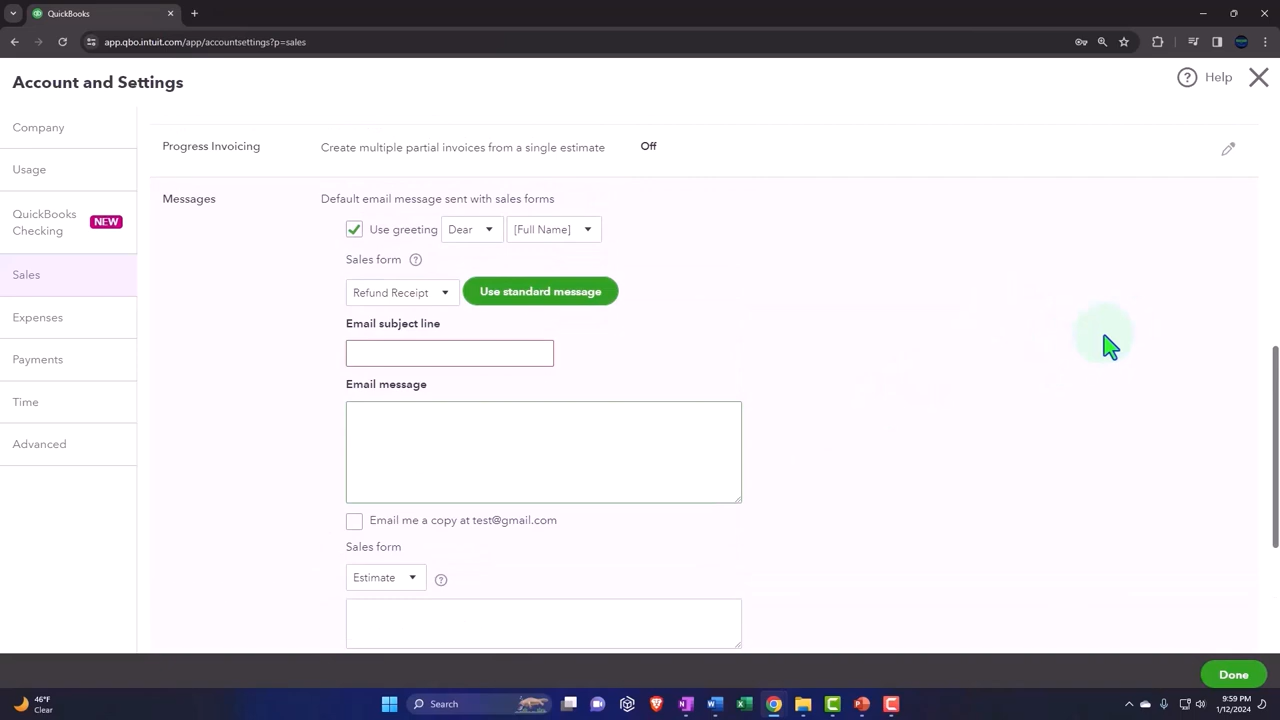 QuickBooks
app.qbo.intuit.com/app/accountsettings?p=sales
Account and Settings
Help
Company
Usage
QuickBooks Checking NEW
Sales
Expenses
Payments
Time
Advanced
Progress Invoicing Create multiple partial invoices from a single estimate Off
Messages Default email message sent with sales forms
Use greeting Dear [Full Name]
Sales form
Refund Receipt Use standard message
Email subject line
Email message
Email me a copy at test@gmail.com
Sales form
Estimate
Done
46°F
Clear
Search
9:59 PM
1/12/2024